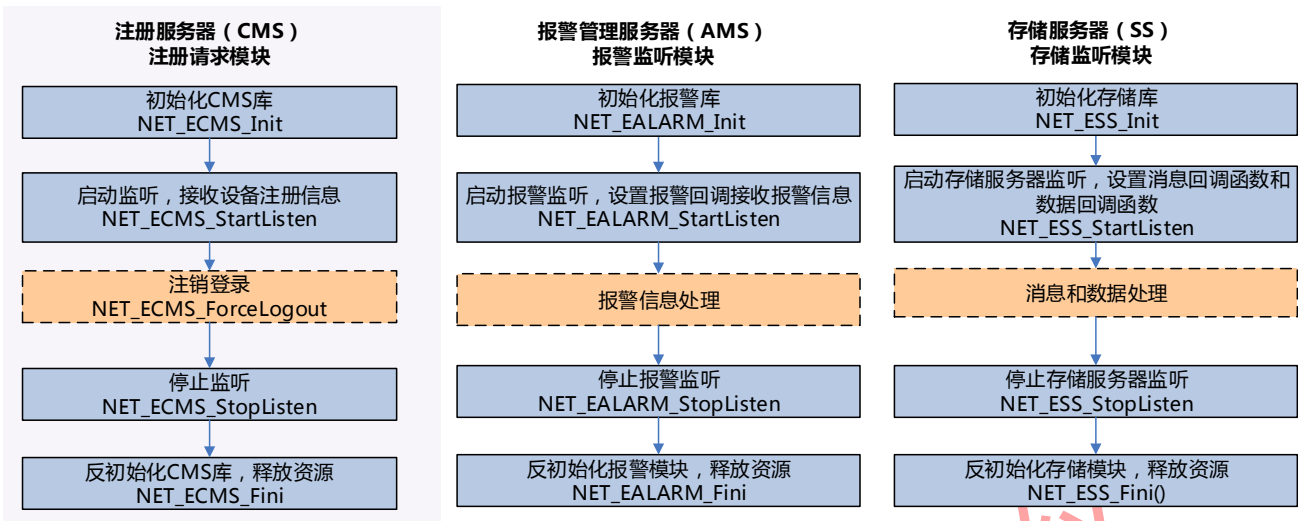 注册服务器（CMS）
注册请求模块
初始化CMS库
NET_ECMS_Init
启动监听，接收设备注册信息
NET_ECMS_StartListen
注销登录
NET_ECMS_ForceLogout
停止监听
NET_ECMS_StopListen
反初始化CMS库，释放资源
NET_ECMS_Fini
报警管理服务器（AMS）
报警监听模块
初始化报警库
NET_EALARM_Init
启动报警监听，设置报警回调接收报警信息
NET_EALARM_StartListen
报警信息处理
停止报警监听
NET_EALARM_StopListen
反初始化报警模块，释放资源
NET_EALARM_Fini
存储服务器（SS）
存储监听模块
初始化存储库
NET_ESS_Init
启动存储服务器监听，设置消息回调函数和
数据回调函数
NET_ESS_StartListen
消息和数据处理
停止存储服务器监听
NET_ESS_StopListen
反初始化存储模块，释放资源
NET_ESS_Fini()